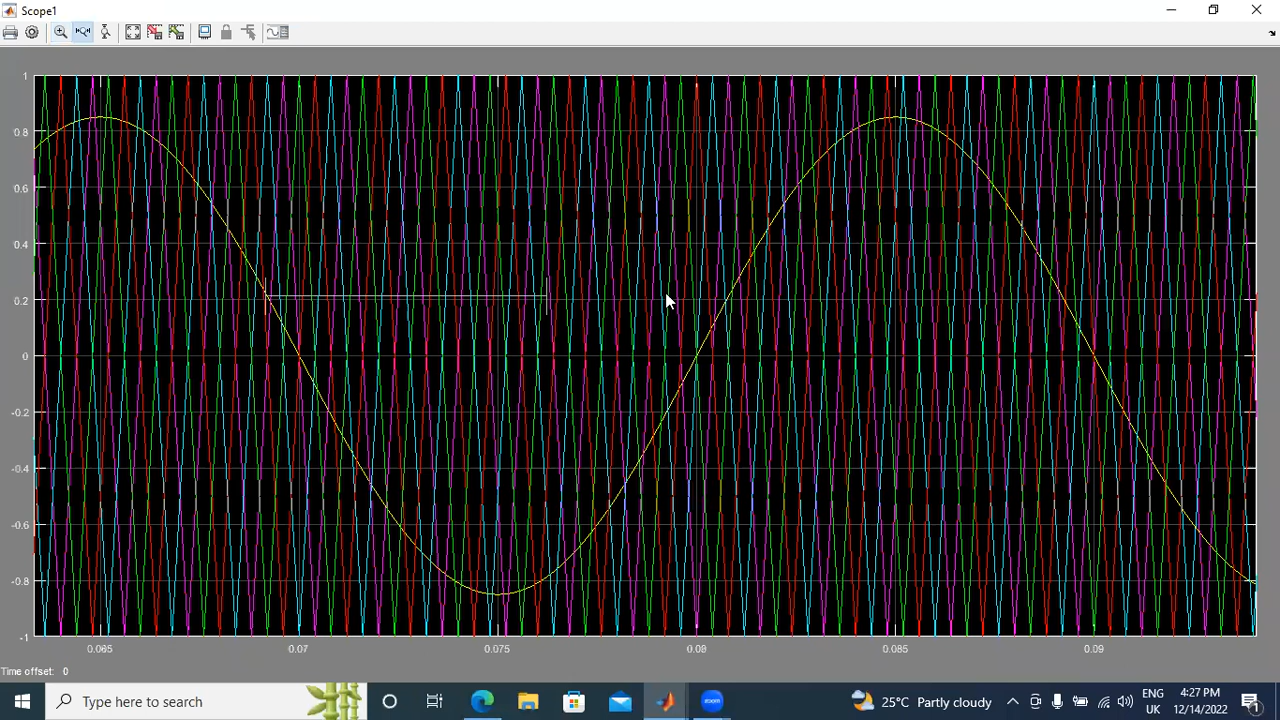 Scope1
1
0.8
0.6
0.4
0.2
0
-0.2
-0.4
-0.6
-0.8
-1
0.065
0.07
0.075
0.08
0.085
0.09
Time offset: 0
Type here to search
zoom
25°C Partly cloudy
ENG
UK
4:27 PM
12/14/2022
1